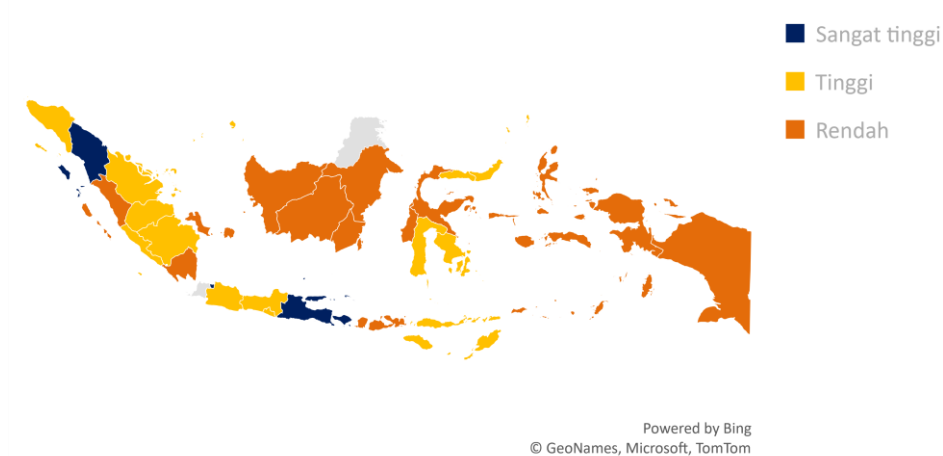 Sangat tinggi
Tinggi
Rendah
Powered by Bing
© GeoNames, Microsoft, TomTom